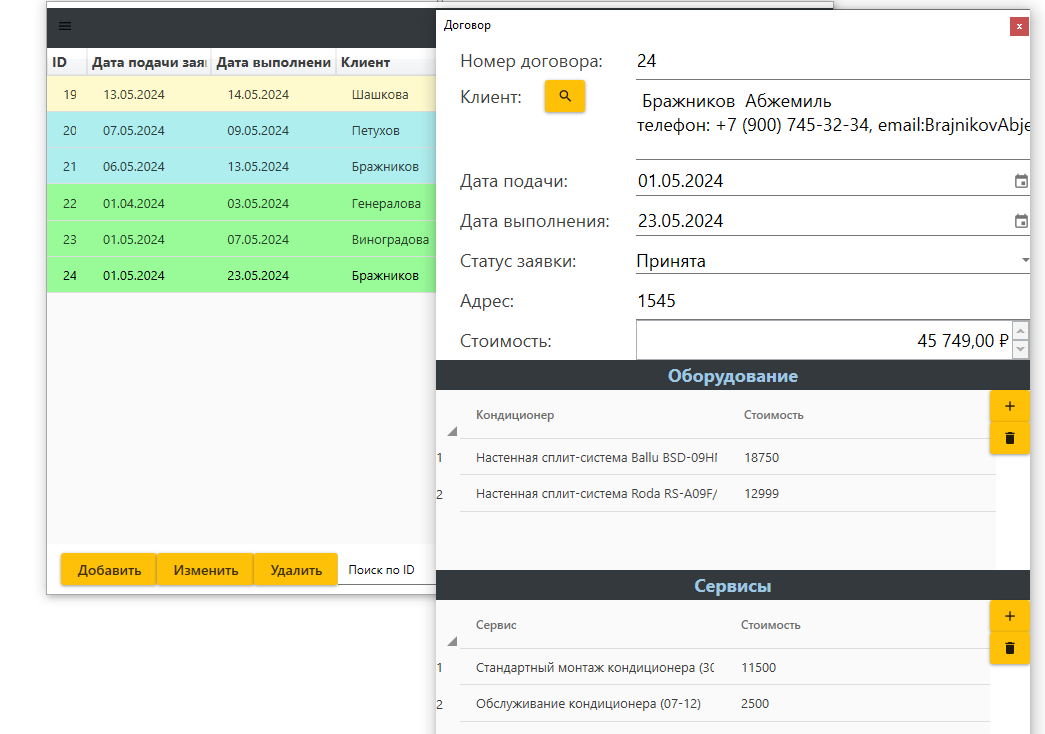 ID Дата подачи заяв Дата выполнени Клиент
19 13.05.2024 14.05.2024 Шашкова
20 07.05.2024 09.05.2024 Петухов
21 06.05.2024 13.05.2024 Бражников
22 01.04.2024 03.05.2024 Генералова
23 01.05.2024 07.05.2024 Виноградова
24 01.05.2024 23.05.2024 Бражников
Добавить Изменить Удалить Поиск по ID
Договор x
Номер договора: 24
Клиент: Бражников Абжемиль
телефон: +7 (900) 745-32-34, email:BrajnikovAbje
Дата подачи: 01.05.2024
Дата выполнения: 23.05.2024
Статус заявки: Принята
Адрес: 1545
Стоимость: 45 749,00 ₽
Оборудование
Кондиционер Стоимость +
1 Настенная сплит-система Ballu BSD-09HN 18750
2 Настенная сплит-система Roda RS-A09F/ 12999
Сервисы
Сервис Стоимость +
1 Стандартный монтаж кондиционера (30 11500
2 Обслуживание кондиционера (07-12) 2500